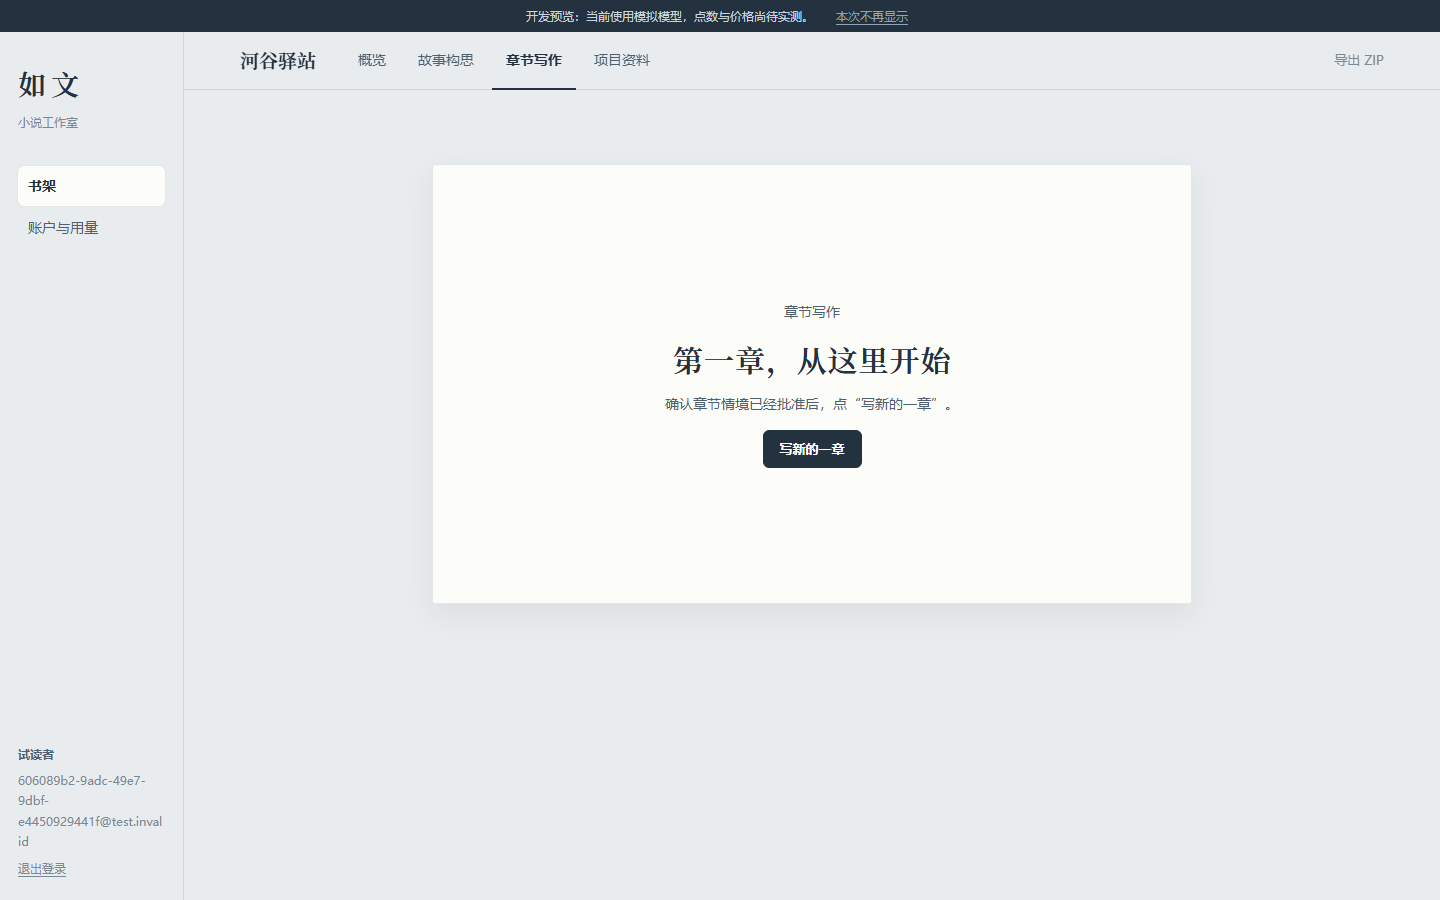 开发预览：当前使用模拟模型，点数与价格尚待实测。 本次不再显示
如文
小说工作室
书架
账户与用量
河谷驿站 概览 故事构思 章节写作 项目资料 导出 ZIP
章节写作
第一章，从这里开始
确认章节情境已经批准后，点“写新的一章”。
写新的一章
试读者
606089b2-9adc-49e7-
9dbf-
e4450929441f@test.inval
id
退出登录